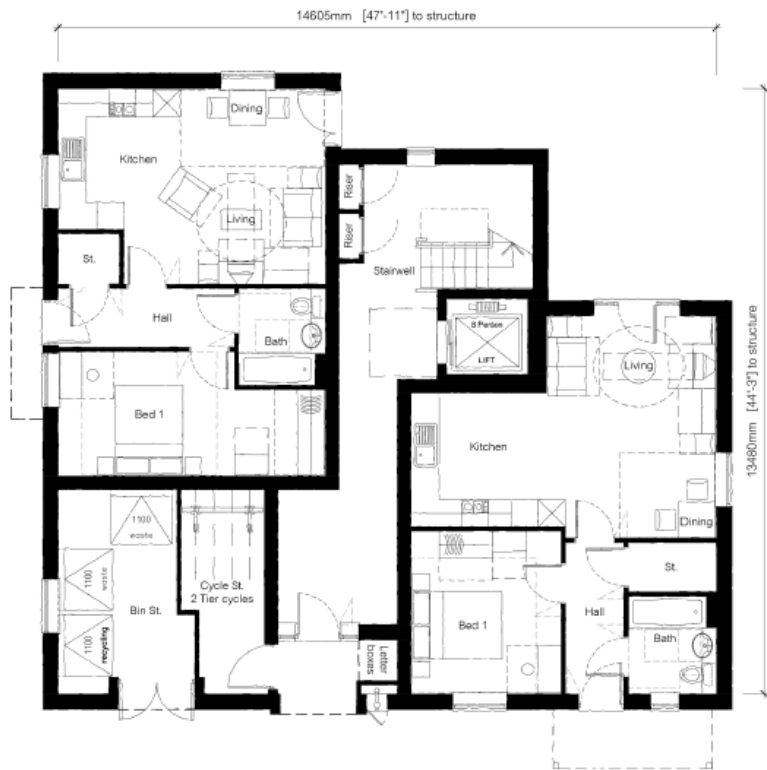 14605mm [47'-11"] to structure
Dining
Kitchen
Living
Riser
Riser
St.
Stairwell
Hall
Bath
8 Person
LIFT
Bed 1
Living
13480mm [44'-3"] to structure
Kitchen
Dining
1100
waste
1100
waste
Cycle St.
2 Tier cycles
Bin St.
1100
recycling
St.
Hall
Bed 1
Bath
Letter
boxes